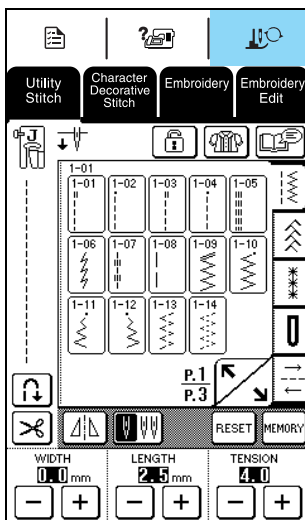 Utility
Stitch
Character
Decorative
Stitch
Embroidery
Embroidery
Edit
J
1-01
1-01 1-02 1-03 1-04 1-05
1-06 1-07 1-08 1-09 1-10
1-11 1-12 1-13 1-14
P.1
P.3
RESET MEMORY
WIDTH LENGTH TENSION
0.0 mm 2.5 mm 4.0
- + - + - +